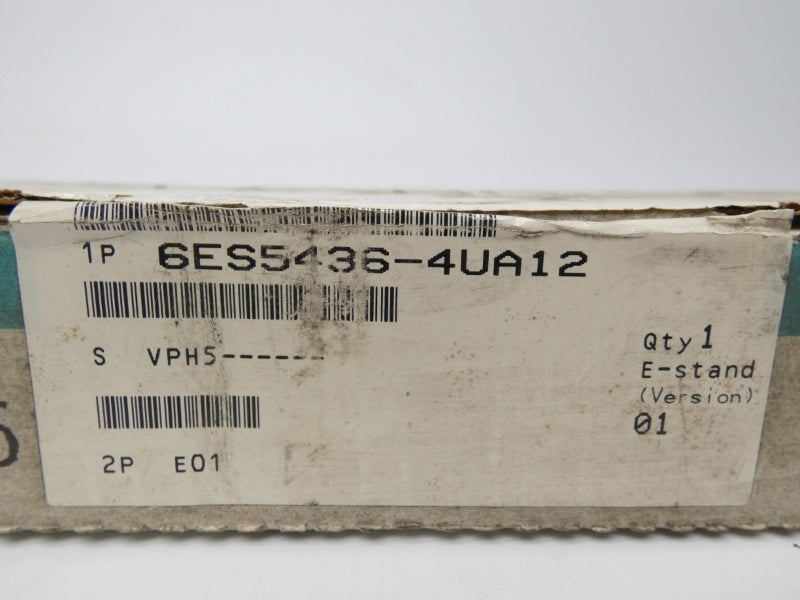 1P 6ES5436-4UA12
S VPH5------
Qty 1
E-stand
(Version)
01
2P E01